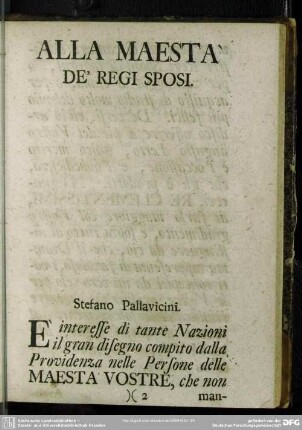 ALLA MAESTA'
DE' REGI SPOSI.
Stefano Pallavicini.
E' interesse di tante Nazioni
il gran disegno compito dalla
Providenza nelle Persone delle
MAESTA' VOSTRE, che non
)( 2 man-